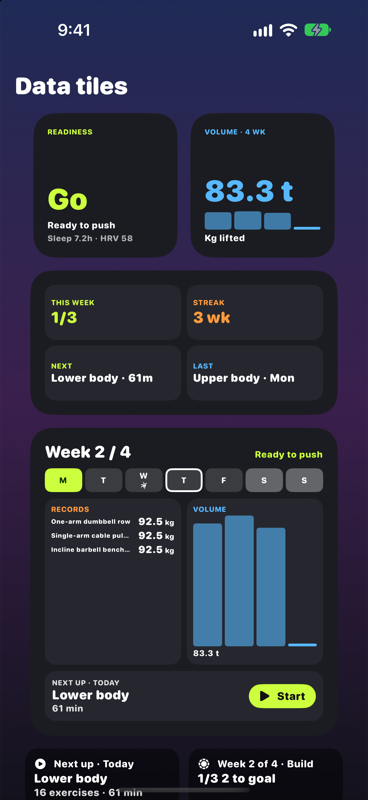 9:41
Data tiles
READINESS
Go
Ready to push
Sleep 7.2h · HRV 58
VOLUME · 4 WK
83.3 t
Kg lifted
THIS WEEK
1/3
STREAK
3 wk
NEXT
Lower body · 61m
LAST
Upper body · Mon
Week 2 / 4
Ready to push
M T W T F S S
RECORDS
One-arm dumbbell row 92.5 kg
Single-arm cable pul... 92.5 kg
Incline barbell bench... 92.5 kg
VOLUME
83.3 t
NEXT UP · TODAY
Lower body
61 min
Start
Next up · Today
Lower body
16 exercises · 61 min
Week 2 of 4 · Build
1/3 2 to goal